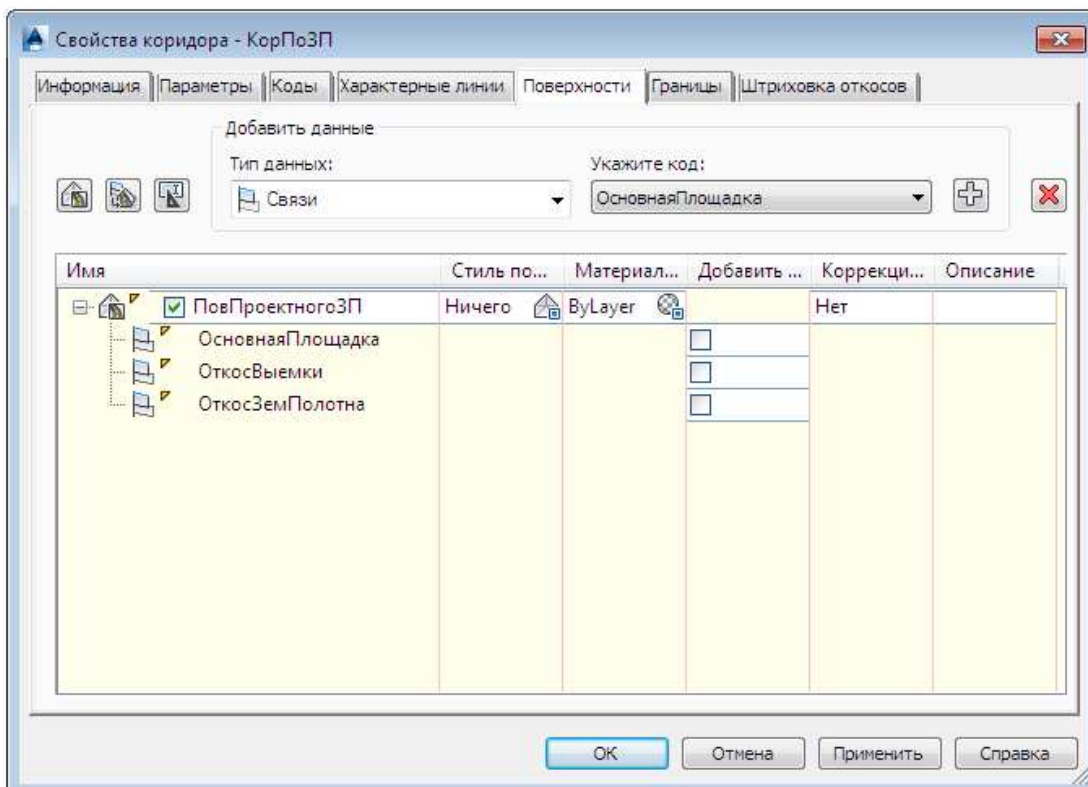 Свойства коридора - КорПоЗП
Информация Параметры Коды Характерные линии Поверхности Границы Штриховка откосов
Добавить данные
Тип данных: Укажите код:
Связи ОсновнаяПлощадка
Имя Стиль по... Материал... Добавить ... Коррекци... Описание
ПовПроектногоЗП Ничего ByLayer Нет
ОсновнаяПлощадка
ОткосВыемки
ОткосЗемПолотна
ОК Отмена Применить Справка